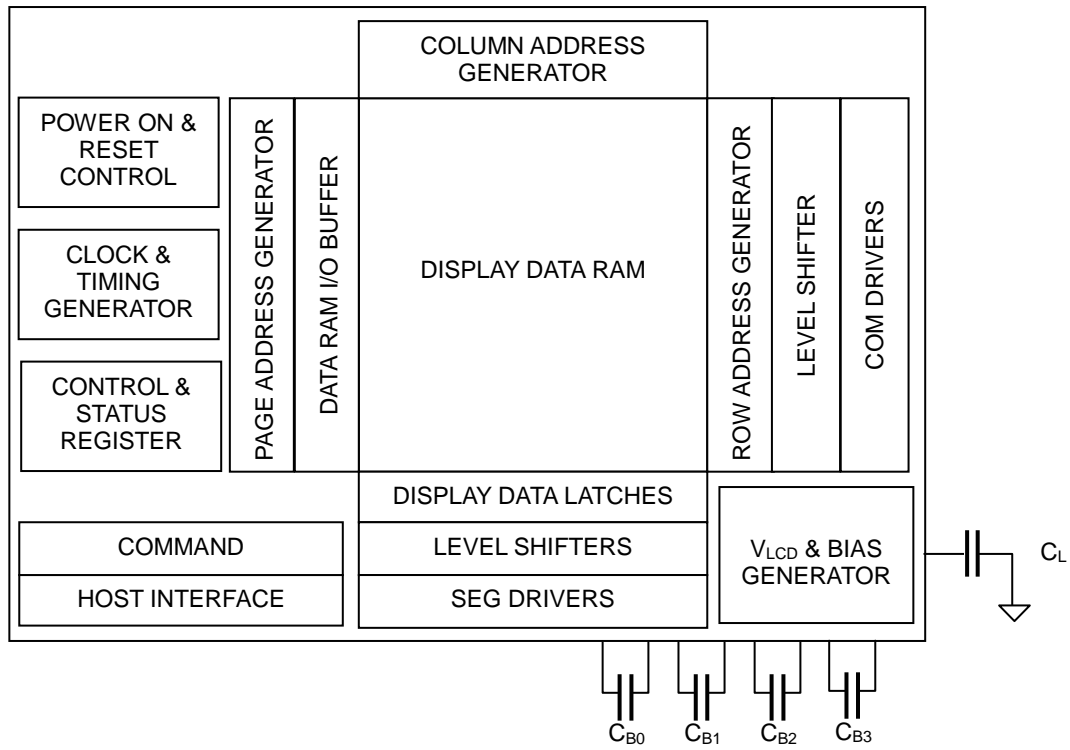 COLUMN ADDRESS
GENERATOR
POWER ON &
RESET
CONTROL
CLOCK &
TIMING
GENERATOR
CONTROL &
STATUS
REGISTER
PAGE ADDRESS GENERATOR
DATA RAM I/O BUFFER
DISPLAY DATA RAM
ROW ADDRESS GENERATOR
LEVEL SHIFTER
COM DRIVERS
DISPLAY DATA LATCHES
COMMAND
LEVEL SHIFTERS
HOST INTERFACE
SEG DRIVERS
VLCD & BIAS
GENERATOR
CL
CB0
CB1
CB2
CB3